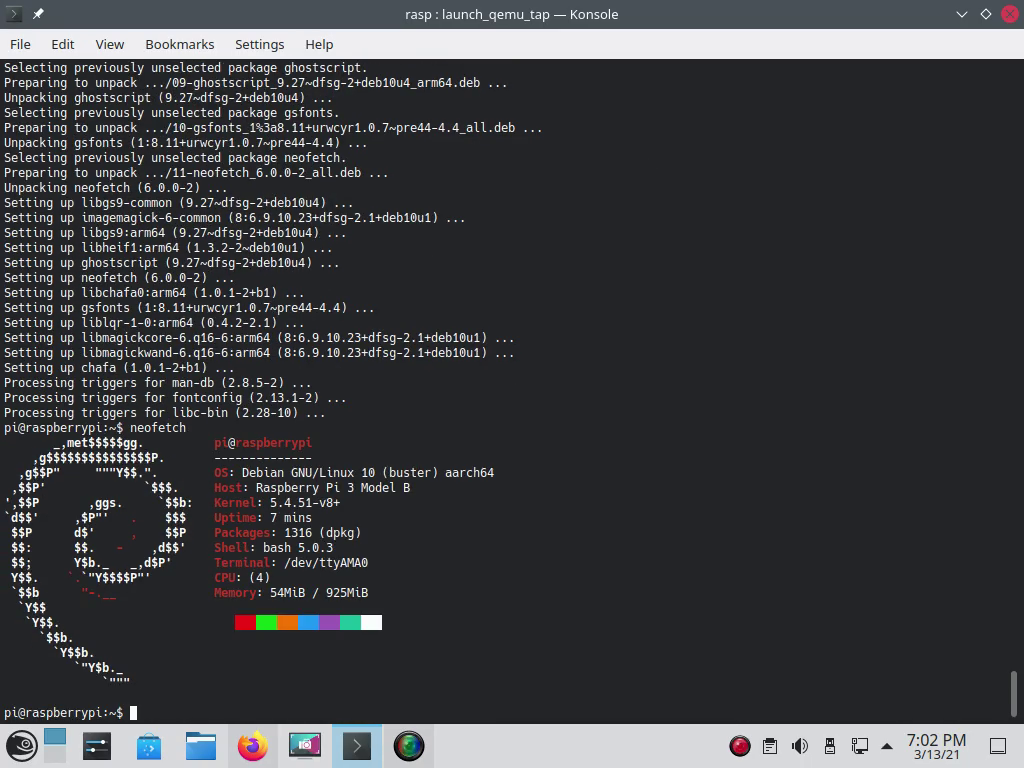 rasp : launch_qemu_tap — Konsole
File Edit View Bookmarks Settings Help
Selecting previously unselected package ghostscript.
Preparing to unpack .../09-ghostscript_9.27~dfsg-2+deb10u4_arm64.deb ...
Unpacking ghostscript (9.27~dfsg-2+deb10u4) ...
Selecting previously unselected package gsfonts.
Preparing to unpack .../10-gsfonts_1%3a8.11+urwcyr1.0.7~pre44-4.4_all.deb ...
Unpacking gsfonts (1:8.11+urwcyr1.0.7~pre44-4.4) ...
Selecting previously unselected package neofetch.
Preparing to unpack .../11-neofetch_6.0.0-2_all.deb ...
Unpacking neofetch (6.0.0-2) ...
Setting up libgs9-common (9.27~dfsg-2+deb10u4) ...
Setting up imagemagick-6-common (8:6.9.10.23+dfsg-2.1+deb10u1) ...
Setting up libgs9:arm64 (9.27~dfsg-2+deb10u4) ...
Setting up libheif1:arm64 (1.3.2-2~deb10u1) ...
Setting up ghostscript (9.27~dfsg-2+deb10u4) ...
Setting up neofetch (6.0.0-2) ...
Setting up libchafa0:arm64 (1.0.1-2+b1) ...
Setting up gsfonts (1:8.11+urwcyr1.0.7~pre44-4.4) ...
Setting up liblqr-1-0:arm64 (0.4.2-2.1) ...
Setting up libmagickcore-6.q16-6:arm64 (8:6.9.10.23+dfsg-2.1+deb10u1) ...
Setting up libmagickwand-6.q16-6:arm64 (8:6.9.10.23+dfsg-2.1+deb10u1) ...
Setting up chafa (1.0.1-2+b1) ...
Processing triggers for man-db (2.8.5-2) ...
Processing triggers for fontconfig (2.13.1-2) ...
Processing triggers for libc-bin (2.28-10) ...
pi@raspberrypi:~$ neofetch
       _,met$$$$$gg.          pi@raspberrypi
    ,g$$$$$$$$$$$$$$$P.       --------------
  ,g$$P"     """Y$$.".        OS: Debian GNU/Linux 10 (buster) aarch64
 ,$$P'              `$$$.     Host: Raspberry Pi 3 Model B
',$$P       ,ggs.     `$$b:   Kernel: 5.4.51-v8+
`d$$'     ,$P"'   .    $$$    Uptime: 7 mins
 $$P      d$'     ,    $$P    Packages: 1316 (dpkg)
 $$:      $$.   -    ,d$$'    Shell: bash 5.0.3
 $$;      Y$b._   _,d$P'      Terminal: /dev/ttyAMA0
 Y$$.    `.`"Y$$$$P"'         CPU: (4)
 `$$b      "-.__              Memory: 54MiB / 925MiB
  `Y$$
   `Y$$.
     `$$b.
       `Y$$b.
          `"Y$b._
              `"""
pi@raspberrypi:~$
7:02 PM
3/13/21